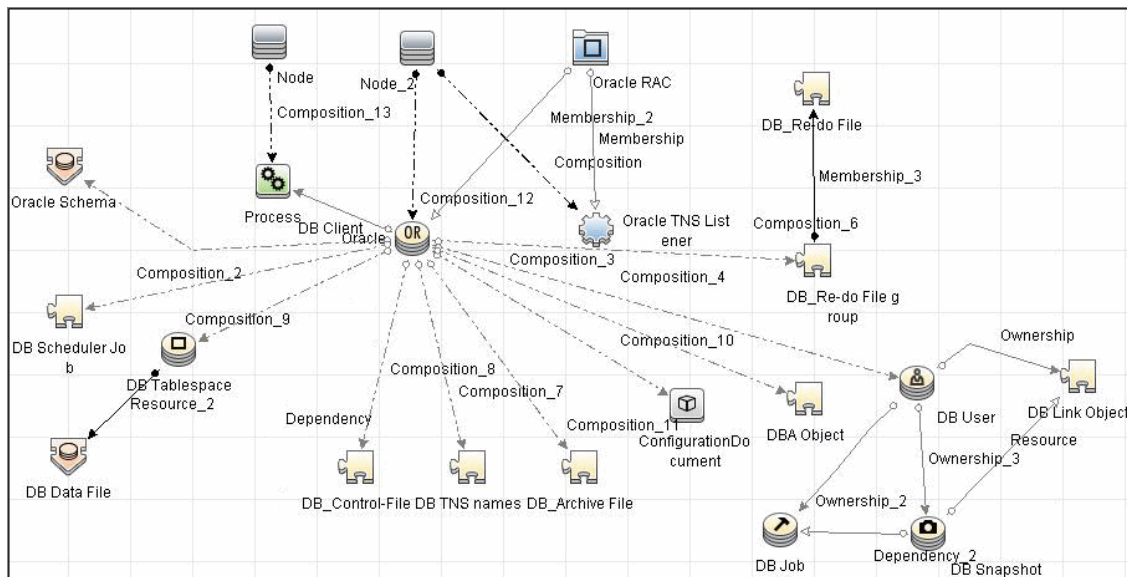 Node
Node_2
Oracle RAC
Composition_13
Membership_2
Membership
Composition
DB_Re-do File
Membership_3
Oracle Schema
Process
Composition_12
DB Client
Oracle
Oracle TNS List
ener
Composition_6
Composition_3
Composition_4
Composition_2
DB_Re-do File g
roup
Composition_9
DB Scheduler Jo
b
DB Tablespace
Resource_2
Composition_8
Composition_7
Composition_10
Ownership
Dependency
Composition_11
ConfigurationDo
cument
DBA Object
DB User
DB Link Object
Resource
Ownership_3
DB Data File
DB_Control-File
DB TNS names
DB_Archive File
Ownership_2
Dependency_2
DB Job
DB Snapshot